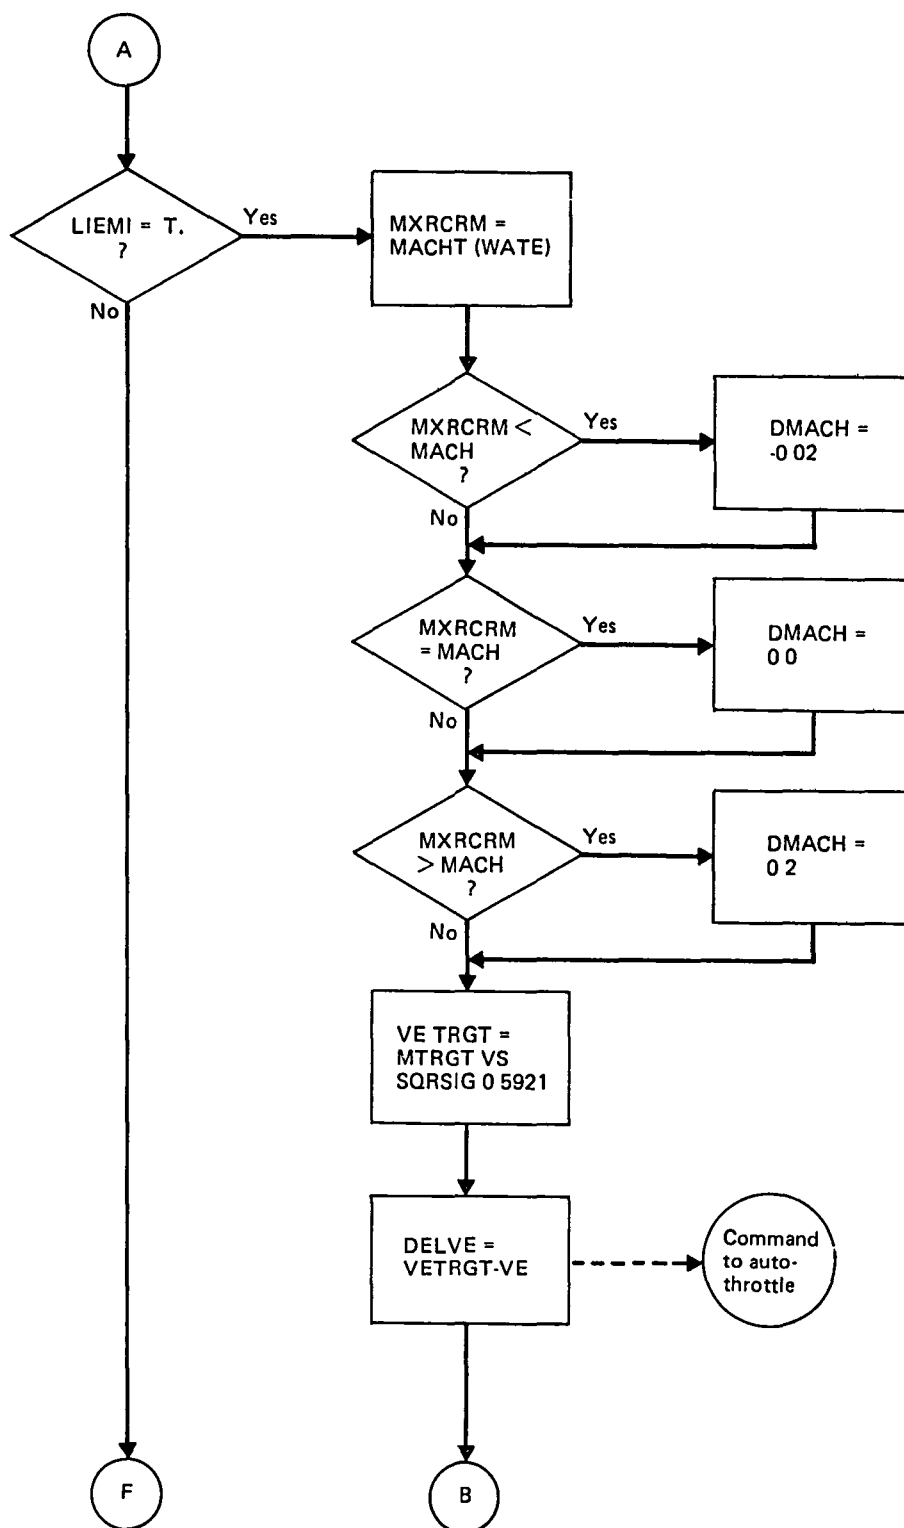 A
LIEMI = T.
?
Yes
No
MXRCRM =
MACHT (WATE)
MXRCRM <
MACH
?
Yes
No
DMACH =
-0 02
MXRCRM
= MACH
?
Yes
No
DMACH =
0 0
MXRCRM
> MACH
?
Yes
No
DMACH =
0 2
VE TRGT =
MTRGT VS
SQRSIG 0 5921
DELVE =
VETRGT-VE
Command
to auto-
throttle
F
B